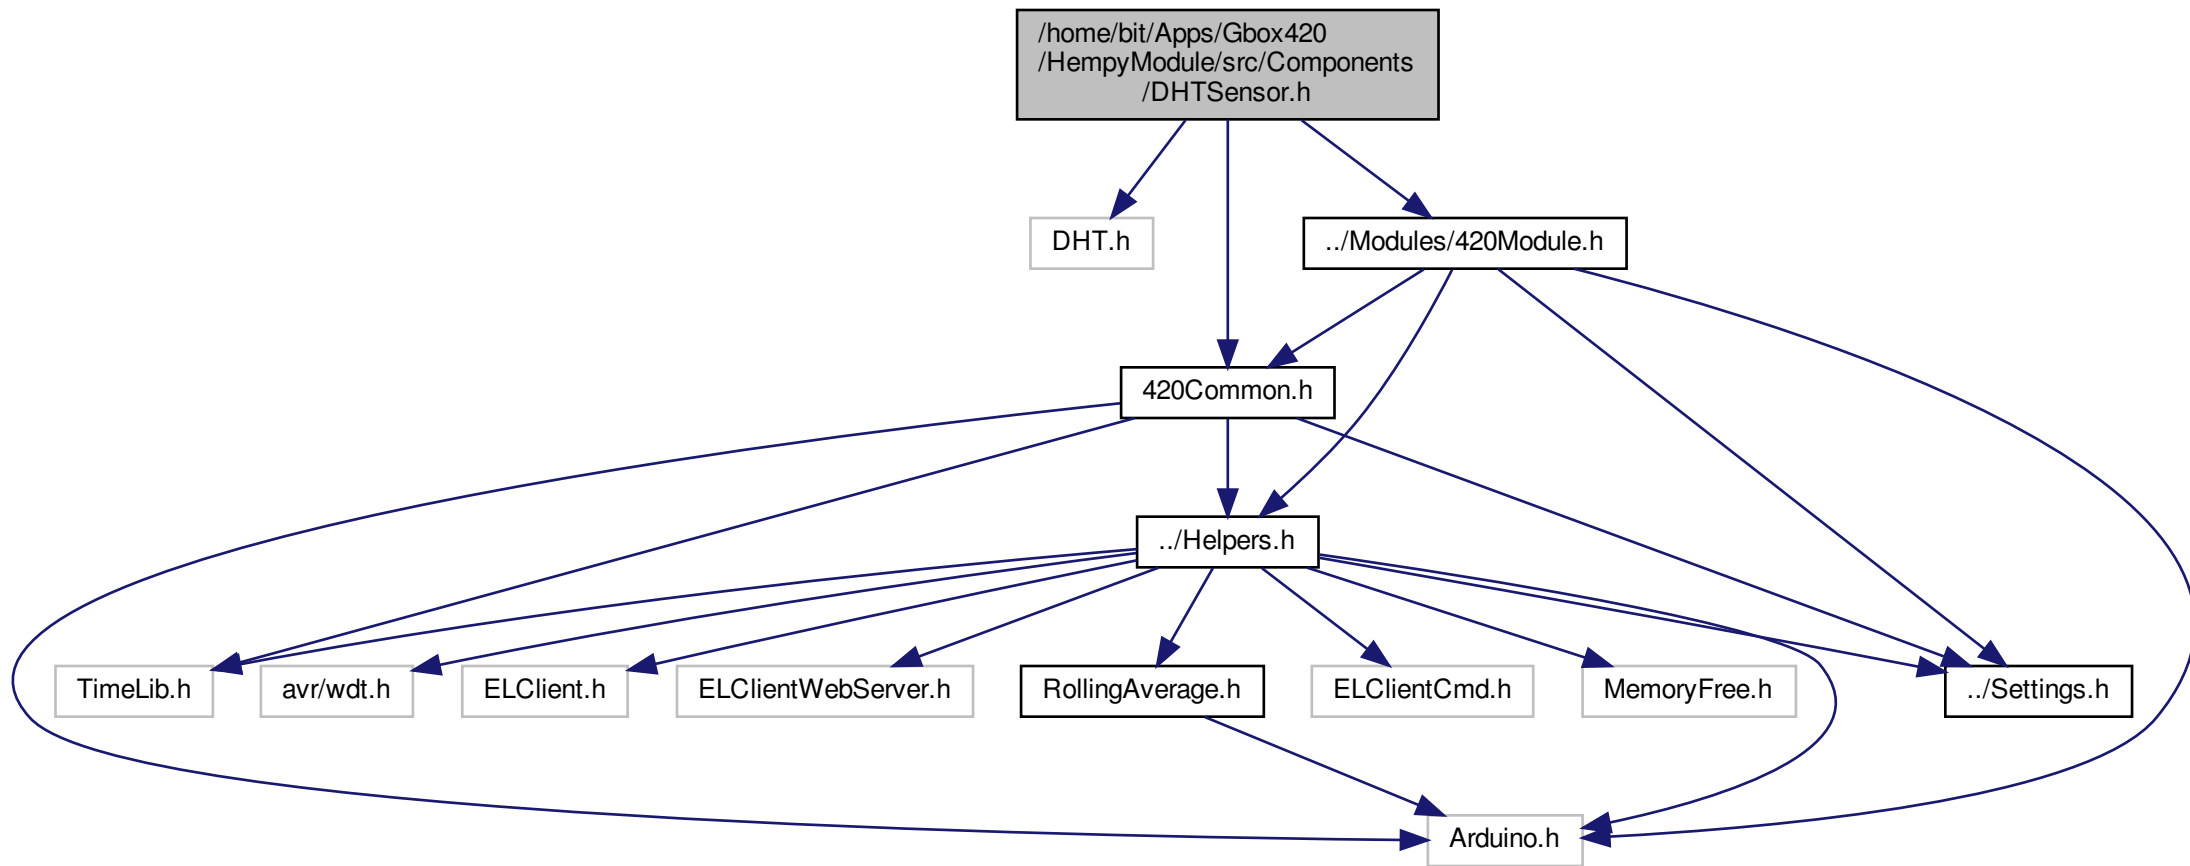 /home/bit/Apps/Gbox420
/HempyModule/src/Components
/DHTSensor.h
DHT.h
../Modules/420Module.h
420Common.h
../Helpers.h
TimeLib.h
avr/wdt.h
ELClient.h
ELClientWebServer.h
RollingAverage.h
ELClientCmd.h
MemoryFree.h
../Settings.h
Arduino.h